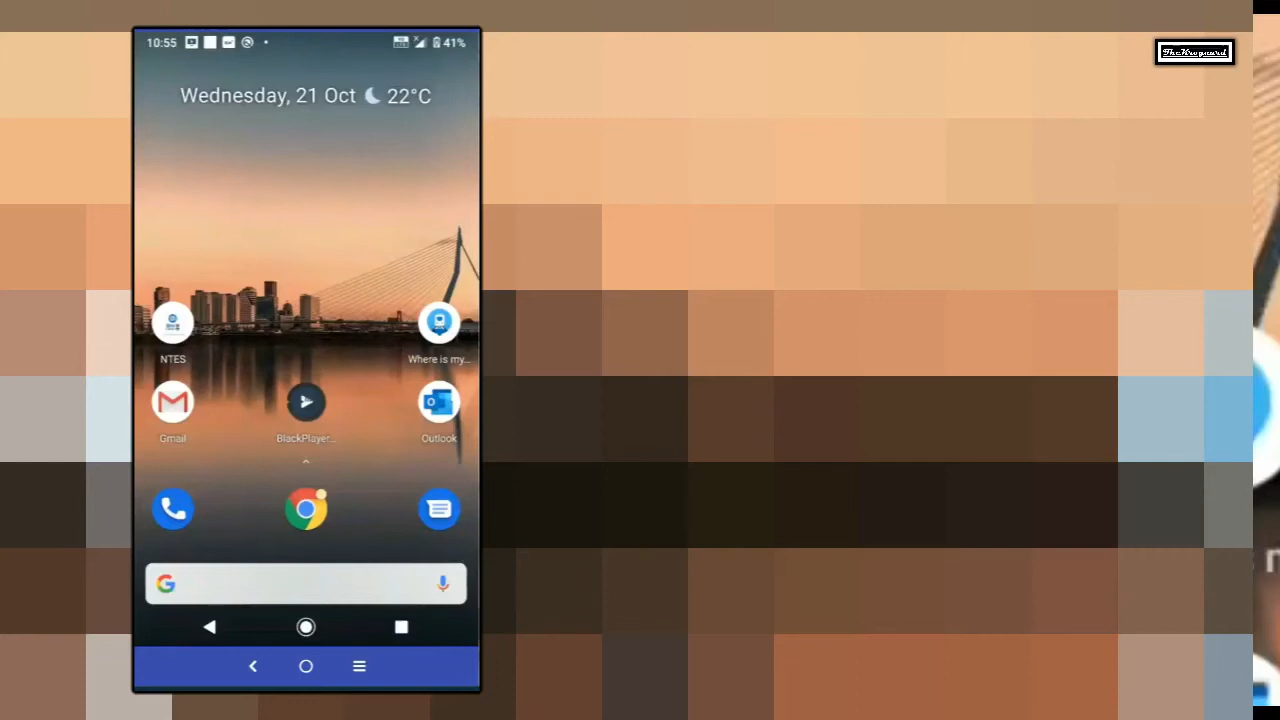 10:55
41%
Wednesday, 21 Oct 22°C
NTES
Where is my...
Gmail
BlackPlayer...
Outlook